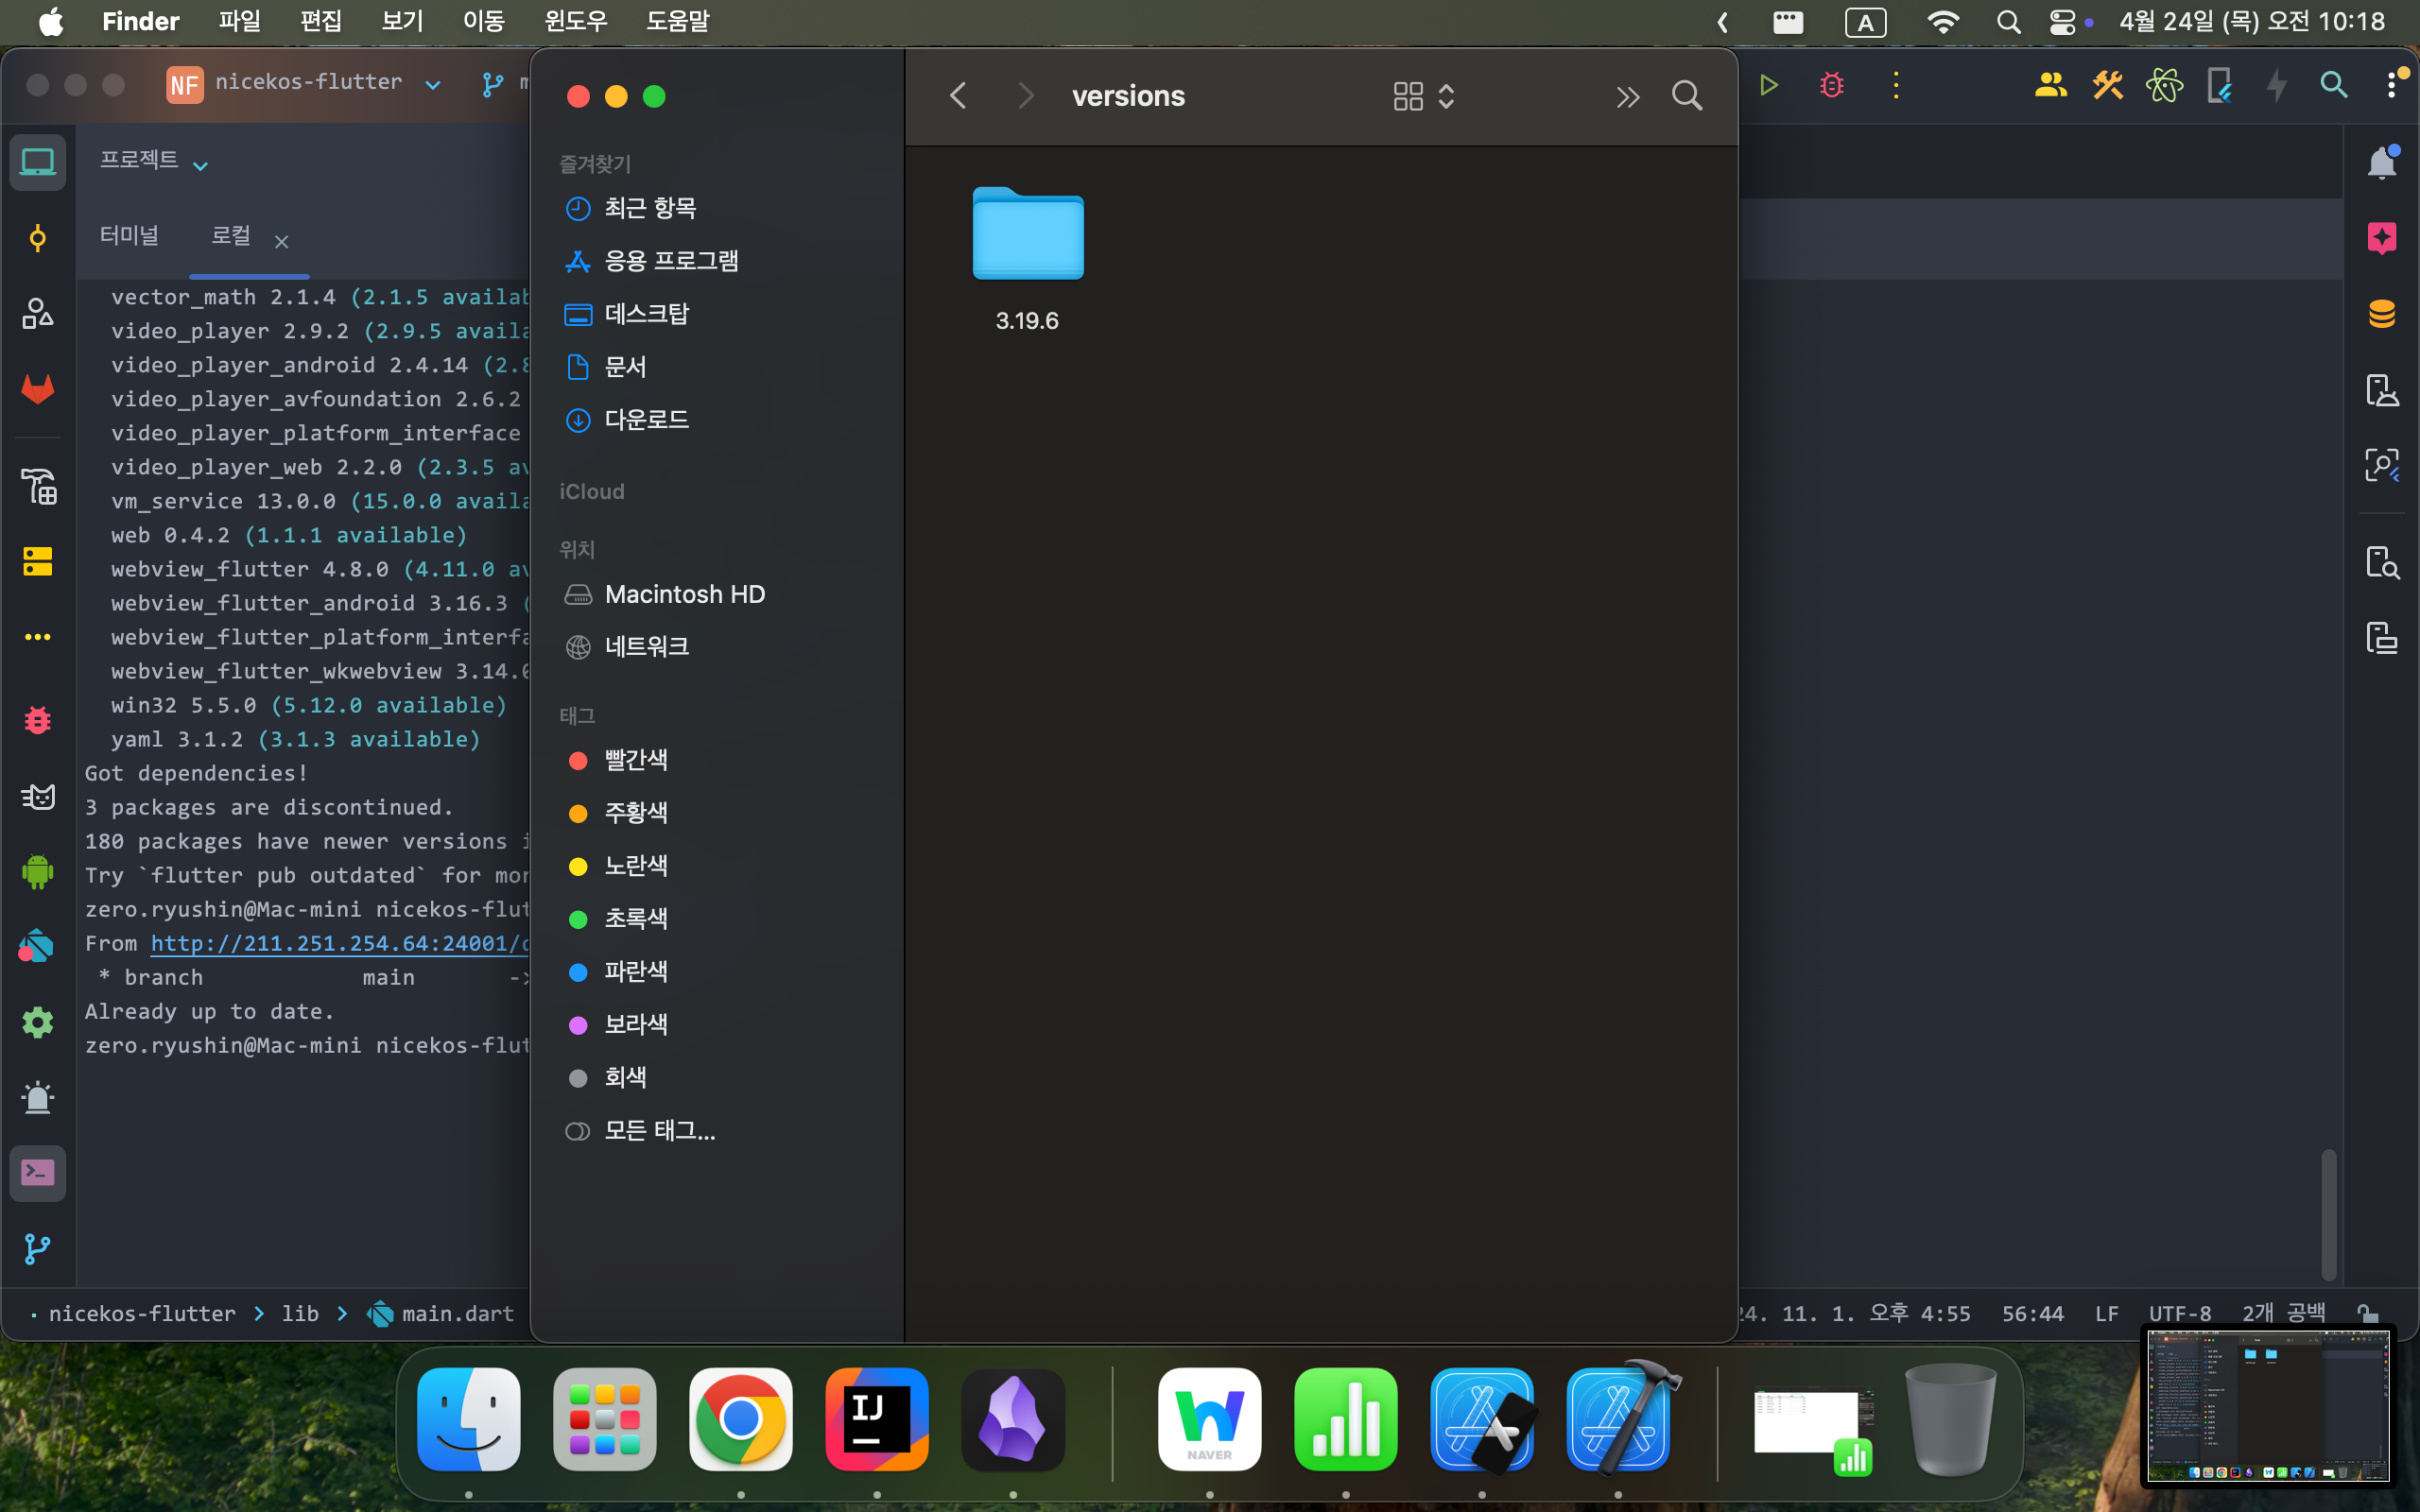 Finder 파일 편집 보기 이동 윈도우 도움말
A
4월 24일 (목) 오전 10:18
NF nicekos-flutter
프로젝트
터미널 로컬
vector_math 2.1.4 (2.1.5
video_player 2.9.2 (2.9.5
video_player_android 2.4.14
video_player_avfoundation 2.6.2
video_player_platform_interface
video_player_web 2.2.0 (2.3.5
vm_service 13.0.0 (15.0.0
web 0.4.2 (1.1.1 available)
webview_flutter 4.8.0 (4.11.0
webview_flutter_android 3.16.3 (
webview_flutter_platform_interfa
webview_flutter_wkwebview 3.14.0
win32 5.5.0 (5.12.0 available)
yaml 3.1.2 (3.1.3 available)
Got dependencies!
3 packages are discontinued.
180 packages have newer versions
Try `flutter pub outdated` for
zero.ryushin@Mac-mini nicekos-flut
From http://211.251.254.64:24001/
* branch main ->
Already up to date.
zero.ryushin@Mac-mini nicekos-flut
nicekos-flutter > lib > main.dart
즐겨찾기
최근 항목
응용 프로그램
데스크탑
문서
다운로드
iCloud
위치
Macintosh HD
네트워크
태그
빨간색
주황색
노란색
초록색
파란색
보라색
회색
모든 태그...
versions
3.19.6
24. 11. 1. 오후 4:55 56:44 LF UTF-8 2개 공백
IJ
NAVER